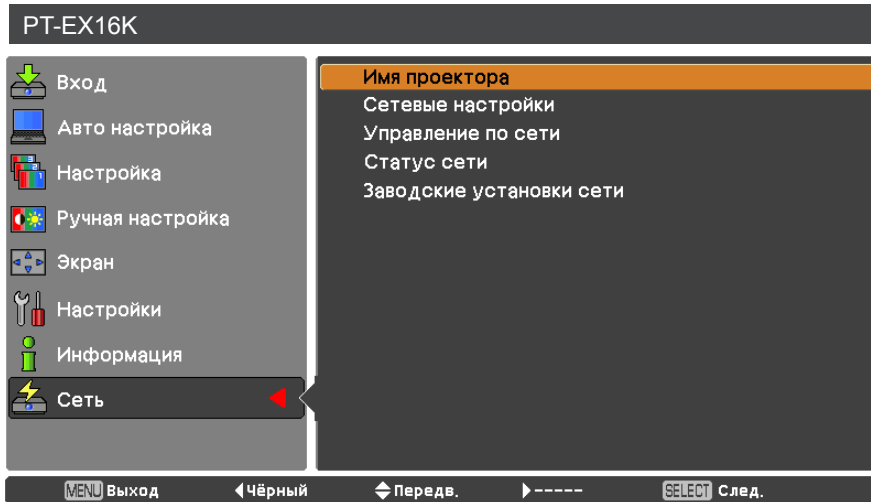 PT-EX16K
Вход
Авто настройка
Настройка
Ручная настройка
Экран
Настройки
Информация
Сеть
Имя проектора
Сетевые настройки
Управление по сети
Статус сети
Заводские установки сети
MENU Выход Чёрный Передв. ----- SELECT След.